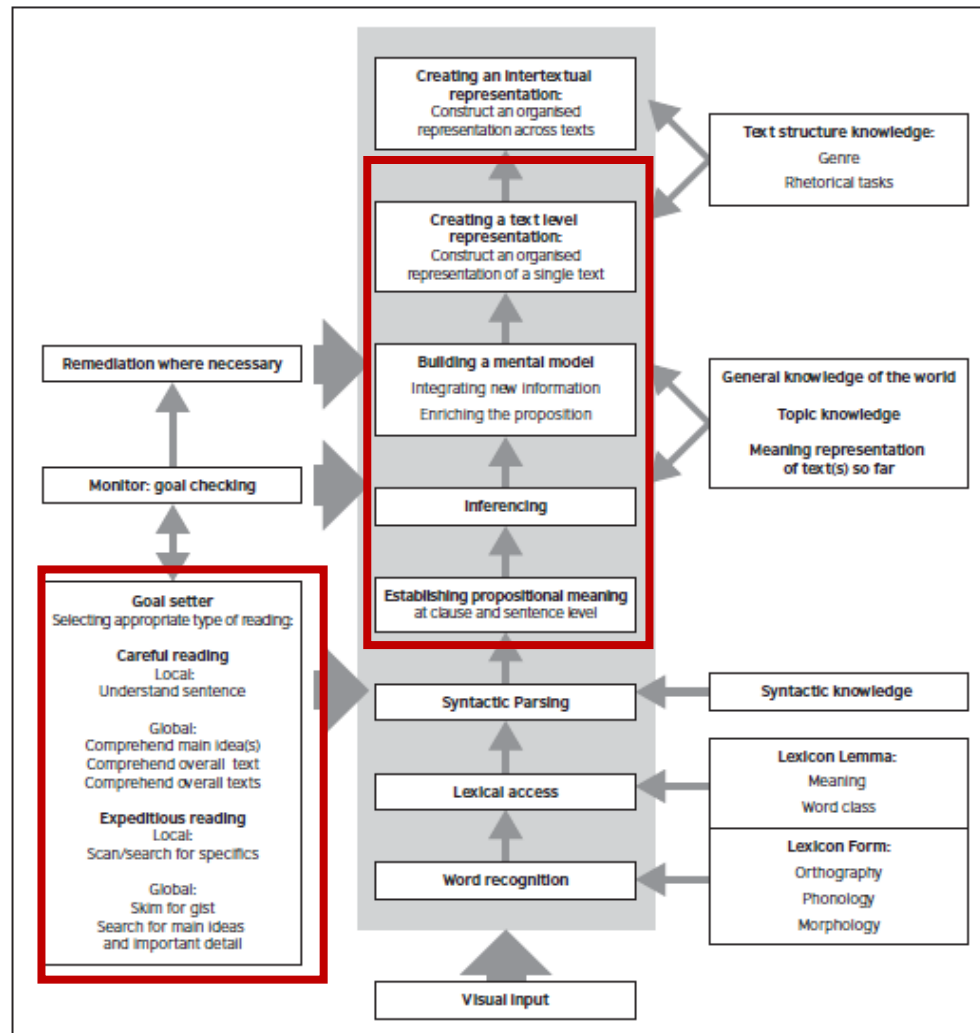 Creating an intertextual
representation:
Construct an organised
representation across texts
Text structure knowledge:
Genre
Rhetorical tasks
Creating a text level
representation:
Construct an organised
representation of a single text
Remediation where necessary
Building a mental model
Integrating new information
Enriching the proposition
General knowledge of the world
Topic knowledge
Meaning representation
of text(s) so far
Monitor: goal checking
Inferencing
Establishing propositional meaning
at clause and sentence level
Goal setter
Selecting appropriate type of reading:
Careful reading
Local:
Understand sentence
Global:
Comprehend main idea(s)
Comprehend overall text
Comprehend overall texts
Expeditious reading
Local:
Scan/search for specifics
Global:
Skim for gist
Search for main ideas
and important detail
Syntactic Parsing
Syntactic knowledge
Lexical access
Lexicon Lemma:
Meaning
Word class
Word recognition
Lexicon Form:
Orthography
Phonology
Morphology
Visual input